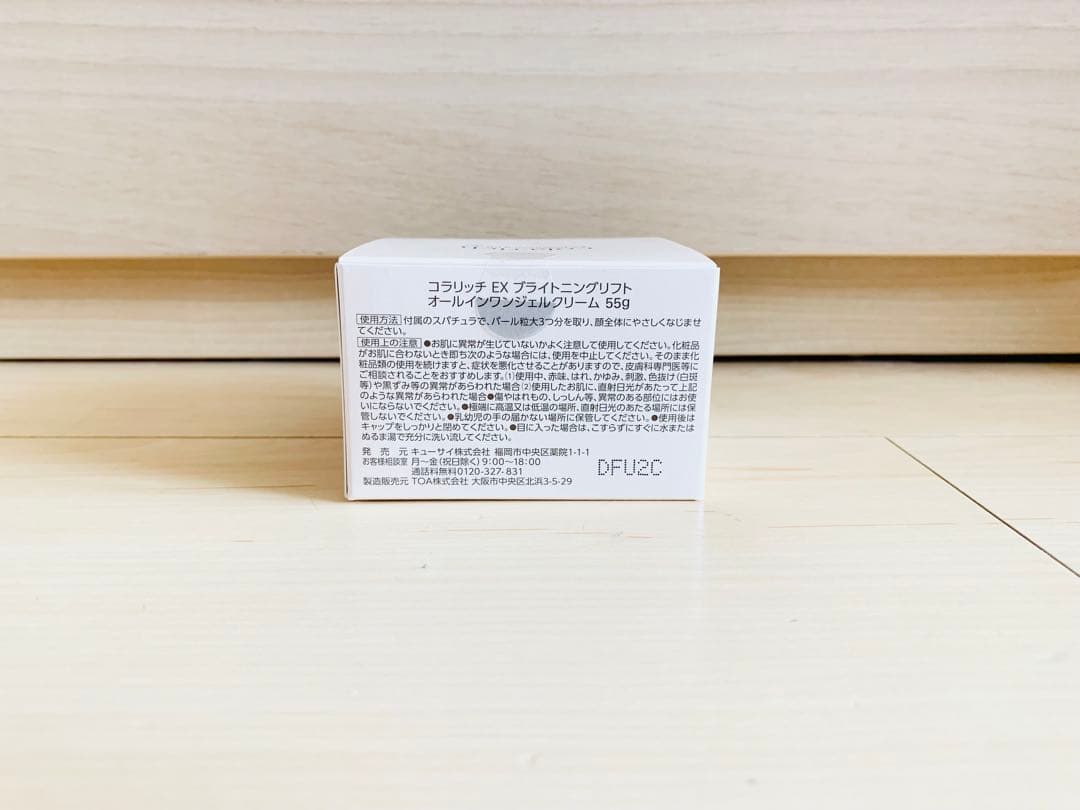 コラリッチ EX ブライトニングリフト
オールインワンジェルクリーム 55g
使用方法 付属のスパチュラで、パール粒大3つ分を取り、顔全体にやさしくなじませ
てください。
使用上の注意 ●お肌に異常が生じていないかよく注意して使用してください。化粧品
がお肌に合わないとき即ち次のような場合には、使用を中止してください。そのまま化
粧品類の使用を続けますと、症状を悪化させることがありますので、皮膚科専門医等に
ご相談されることをおすすめします。(1)使用中、赤味、はれ、かゆみ、刺激、色抜け(白斑
等)や黒ずみ等の異常があらわれた場合(2)使用したお肌に、直射日光があたって上記
のような異常があらわれた場合●傷やはれもの、しっしん等、異常のある部位にはお使
いにならないでください。●極端に高温又は低温の場所、直射日光のあたる場所には保
管しないでください。●乳幼児の手の届かない場所に保管してください。●使用後は
キャップをしっかりと閉めてください。●目に入った場合は、こすらずにすぐに水または
ぬるま湯で充分に洗い流してください。
発 売 元 キューサイ株式会社 福岡市中央区薬院1-1-1
お客様相談室 月～金(祝日除く)9:00～18:00
通話料無料0120-327-831
製造販売元 TOA株式会社 大阪市中央区北浜3-5-29
DFU2C